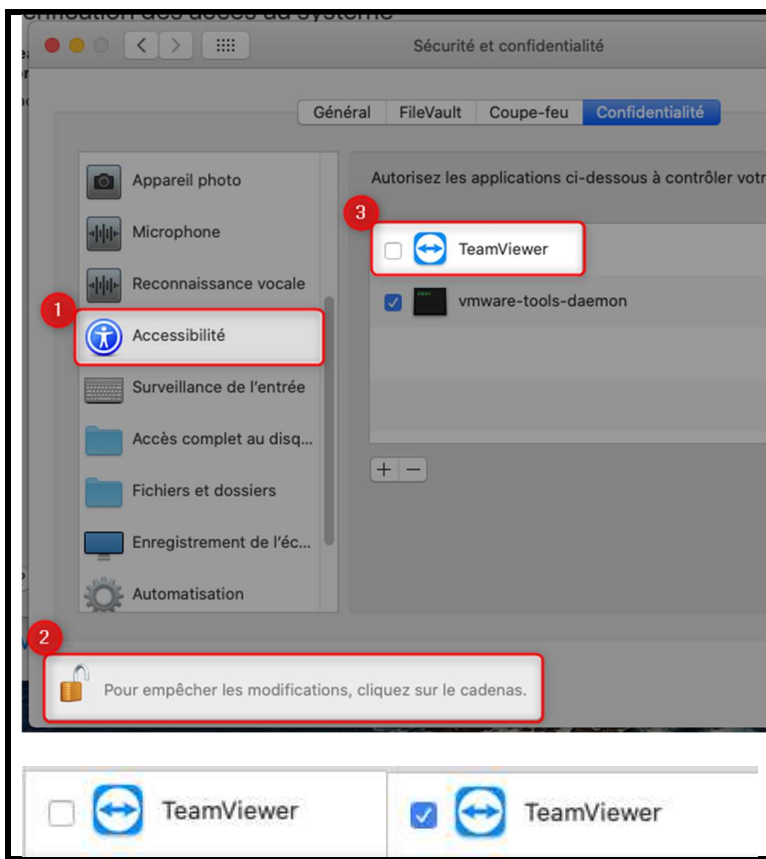 Sécurité et confidentialité
Général FileVault Coupe-feu Confidentialité
Appareil photo
Autorisez les applications ci-dessous à contrôler votr
3
Microphone
TeamViewer
Reconnaissance vocale
vmware-tools-daemon
1
Accessibilité
Surveillance de l'entrée
Accès complet au disq...
Fichiers et dossiers
Enregistrement de l'éc...
Automatisation
2
Pour empêcher les modifications, cliquez sur le cadenas.
TeamViewer TeamViewer